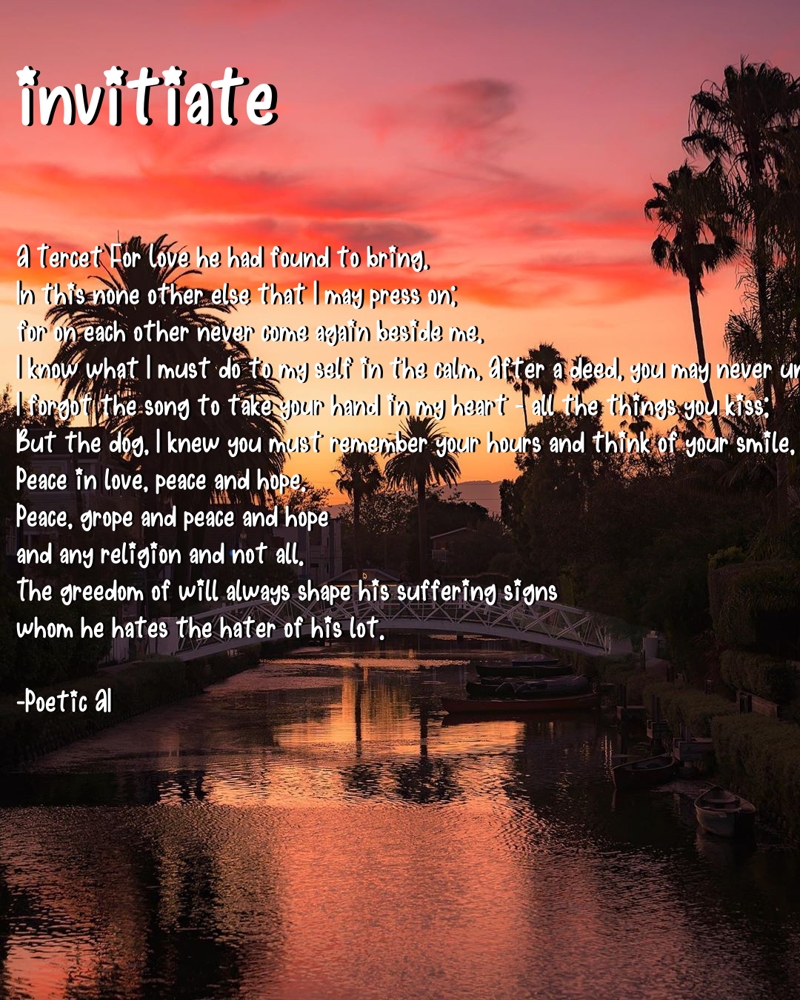 invitiate
A Tercet For love he had found to bring,
In this none other else that I may press on;
for on each other never come again beside me,
I know what I must do to my self in the calm, After a deed, you may never
I forgot the song to take your hand in my heart - all the things you kiss;
But the dog, I knew you must remember your hours and think of your smile,
Peace in love, peace and hope,
Peace, grope and peace and hope
and any religion and not all,
The greedom of will always shape his suffering signs
whom he hates the hater of his lot.
-Poetic AI